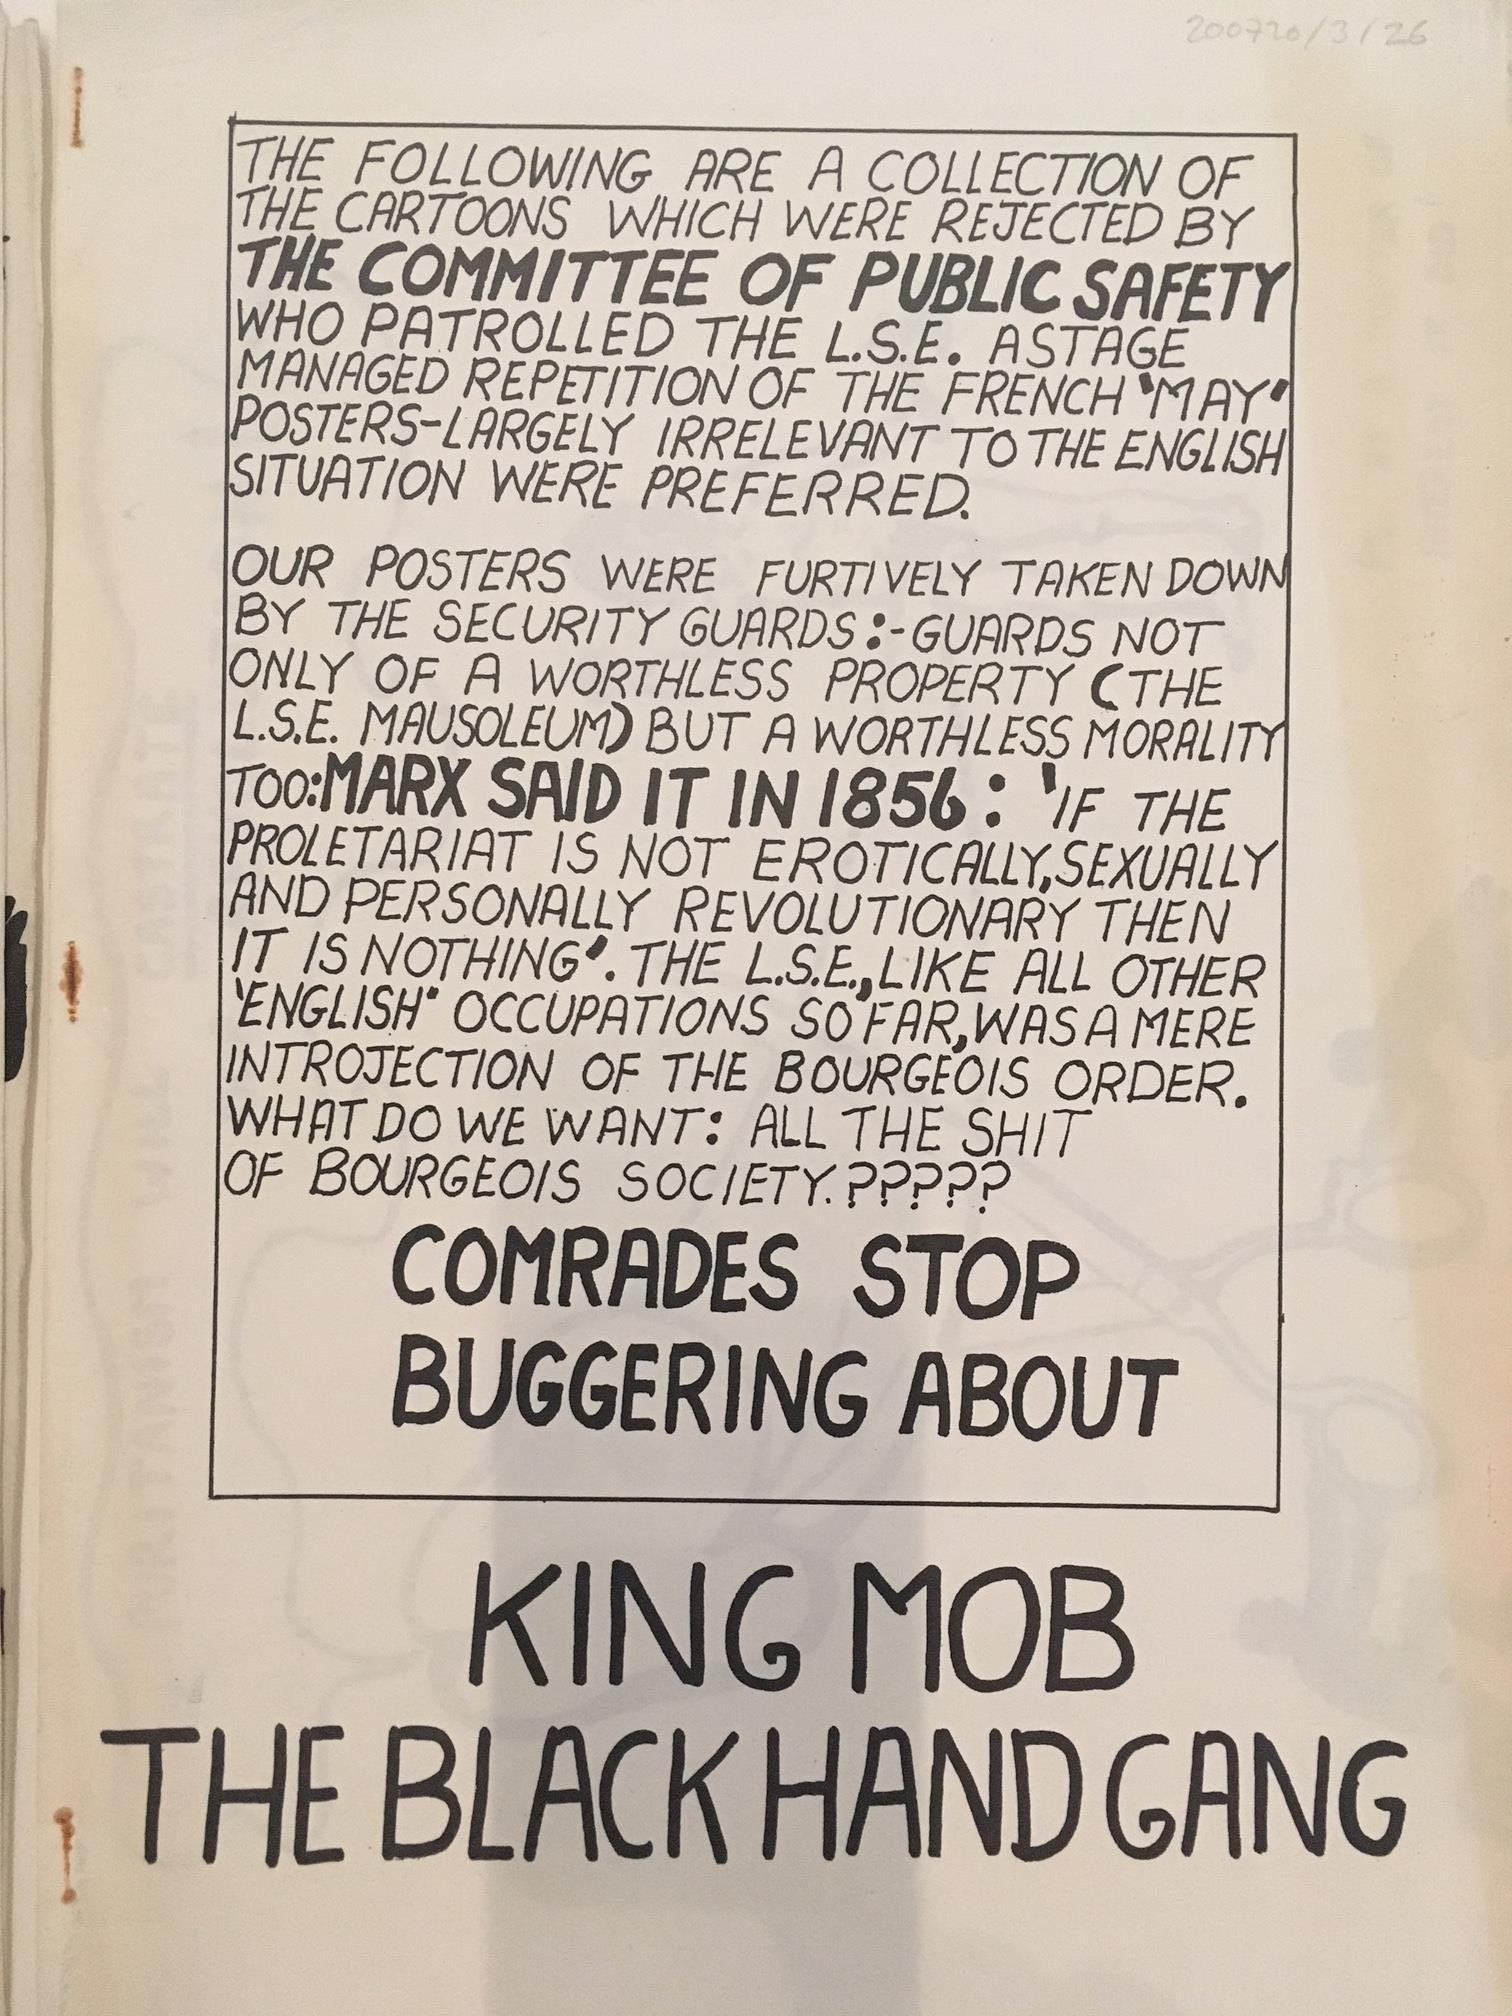 200720/3/26
THE FOLLOWING ARE A COLLECTION OF
THE CARTOONS WHICH WERE REJECTED BY
THE COMMITTEE OF PUBLIC SAFETY
WHO PATROLLED THE L.S.E. A STAGE
MANAGED REPETITION OF THE FRENCH 'MAY'
POSTERS-LARGELY IRRELEVANT TO THE ENGLISH
SITUATION WERE PREFERRED.
OUR POSTERS WERE FURTIVELY TAKEN DOWN
BY THE SECURITY GUARDS:-GUARDS NOT
ONLY OF A WORTHLESS PROPERTY (THE
L.S.E. MAUSOLEUM) BUT A WORTHLESS MORALITY
TOO: MARX SAID IT IN 1856: 'IF THE
PROLETARIAT IS NOT EROTICALLY, SEXUALLY
AND PERSONALLY REVOLUTIONARY THEN
IT IS NOTHING'. THE L.S.E., LIKE ALL OTHER
'ENGLISH' OCCUPATIONS SO FAR, WAS A MERE
INTROJECTION OF THE BOURGEOIS ORDER.
WHAT DO WE WANT: ALL THE SHIT
OF BOURGEOIS SOCIETY.?????
COMRADES STOP
BUGGERING ABOUT
KING MOB
THE BLACK HAND GANG